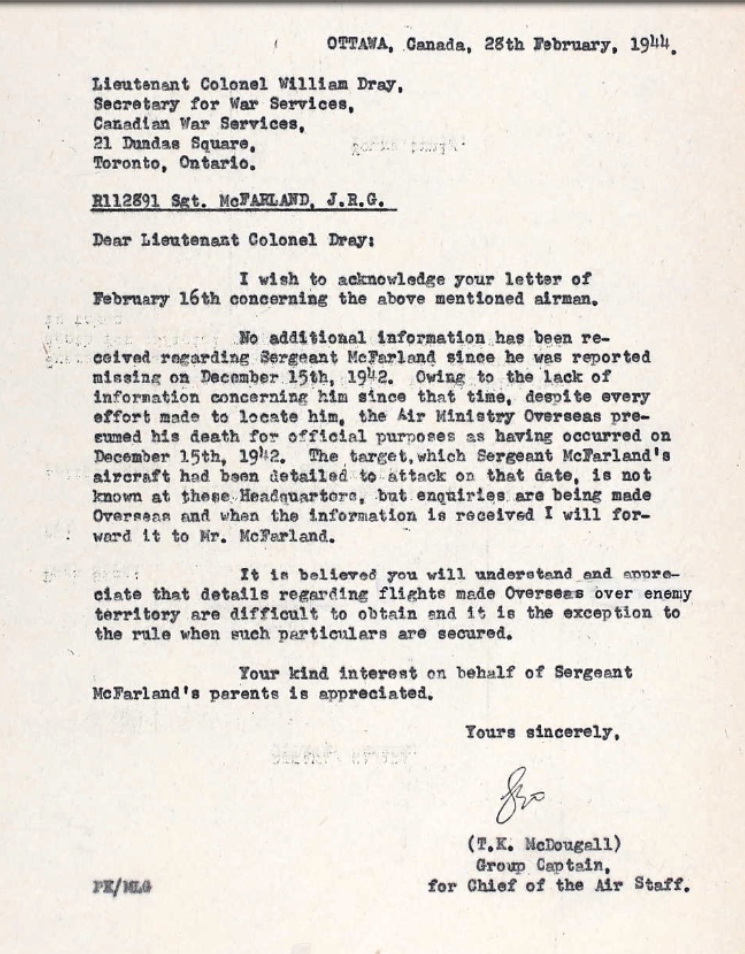 OTTAWA, Canada, 28th February, 1944.
Lieutenant Colonel William Dray,
Secretary for War Services,
Canadian War Services,
21 Dundas Square,
Toronto, Ontario.
R112891 Sgt. McFARLAND, J.R.G.
Dear Lieutenant Colonel Dray:
I wish to acknowledge your letter of
February 16th concerning the above mentioned airman.
No additional information has been re-
ceived regarding Sergeant McFarland since he was reported
missing on December 15th, 1942. Owing to the lack of
information concerning him since that time, despite every
effort made to locate him, the Air Ministry Overseas pre-
sumed his death for official purposes as having occurred on
December 15th, 1942. The target, which Sergeant McFarland's
aircraft had been detailed to attack on that date, is not
known at these Headquarters, but enquiries are being made
Overseas and when the information is received I will for-
ward it to Mr. McFarland.
It is believed you will understand and appre-
ciate that details regarding flights made Overseas over enemy
territory are difficult to obtain and it is the exception to
the rule when such particulars are secured.
Your kind interest on behalf of Sergeant
McFarland's parents is appreciated.
Yours sincerely,
(T.K. McDougall)
Group Captain,
for Chief of the Air Staff.
PK/MLG